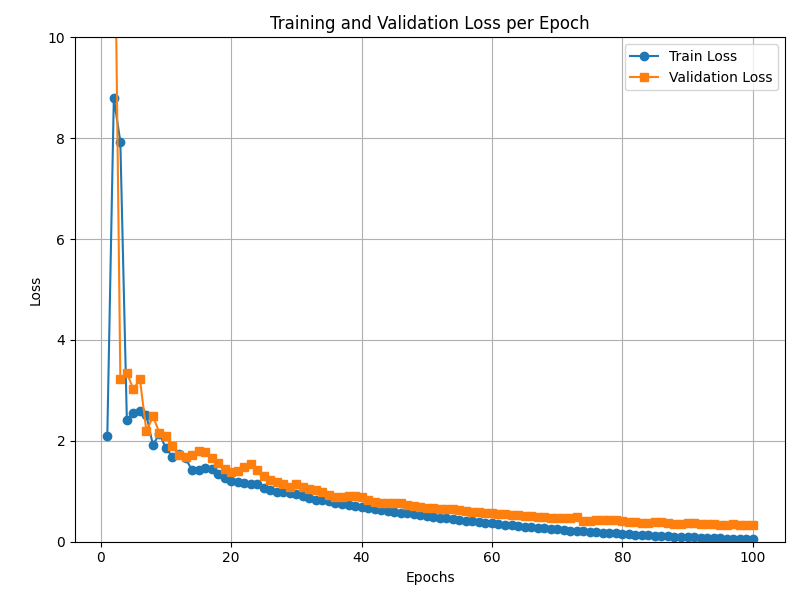 Training and Validation Loss per Epoch
Train Loss
Validation Loss
10
8
6
4
2
0
Loss
0 20 40 60 80 100
Epochs